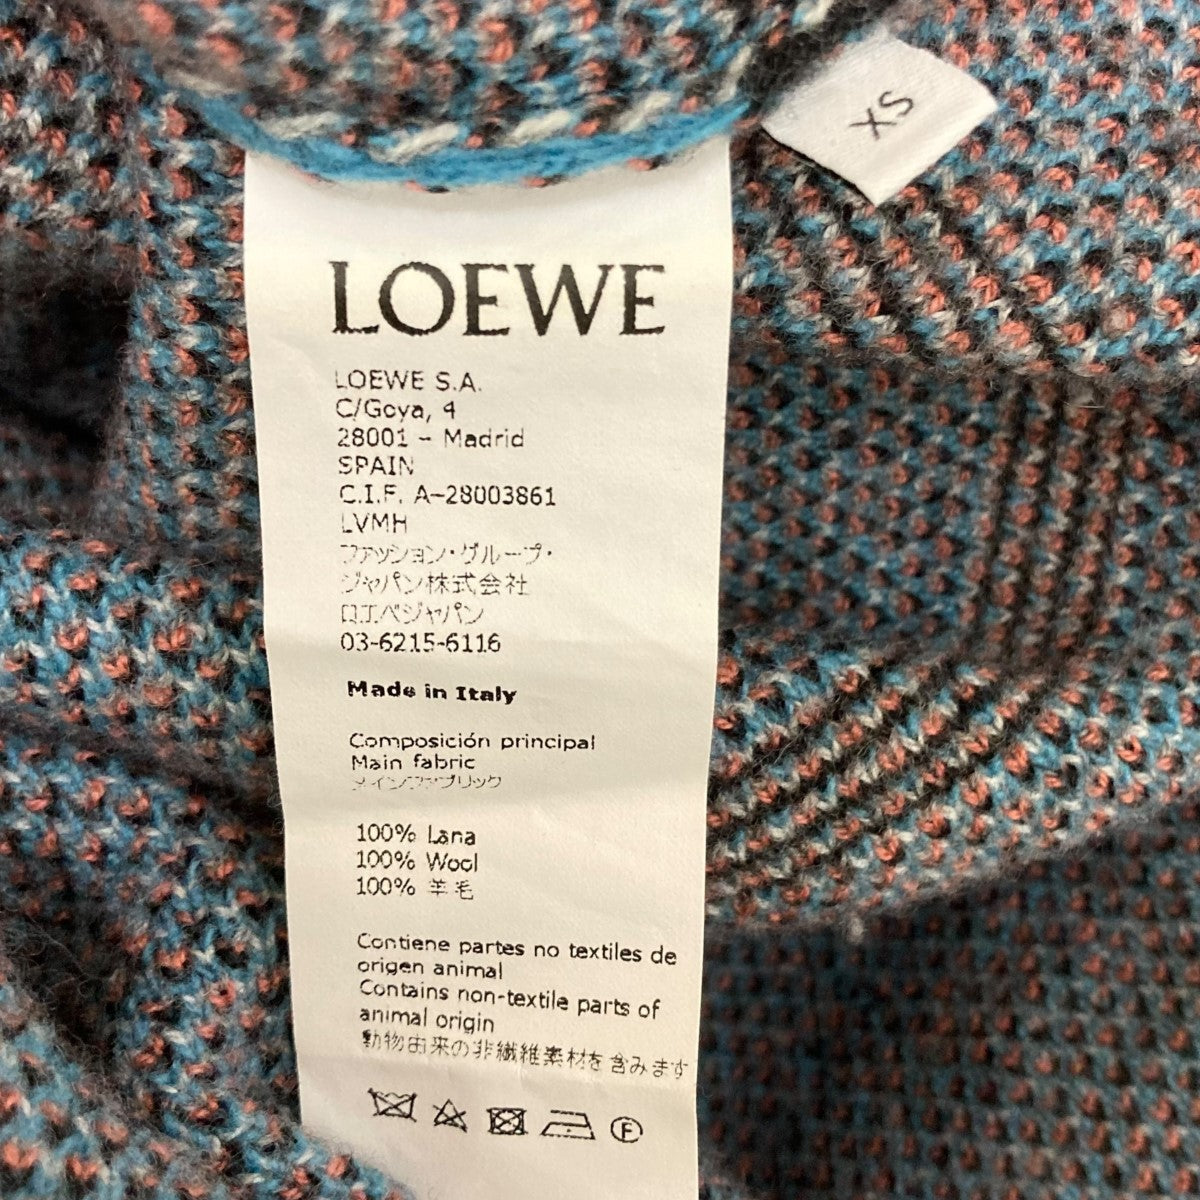 XS
LOEWE
LOEWE S.A.
C/Goya, 4
28001 - Madrid
SPAIN
C.I.F. A-28003861
LVMH
ファッション・グループ・
ジャパン株式会社
ロエベジャパン
03-6215-6116
Made in Italy
Composición principal
Main fabric
メインファブリック
100% Lana
100% Wool
100% 羊毛
Contiene partes no textiles de
origen animal
Contains non-textile parts of
animal origin
動物由来の非繊維素材を含みます
F